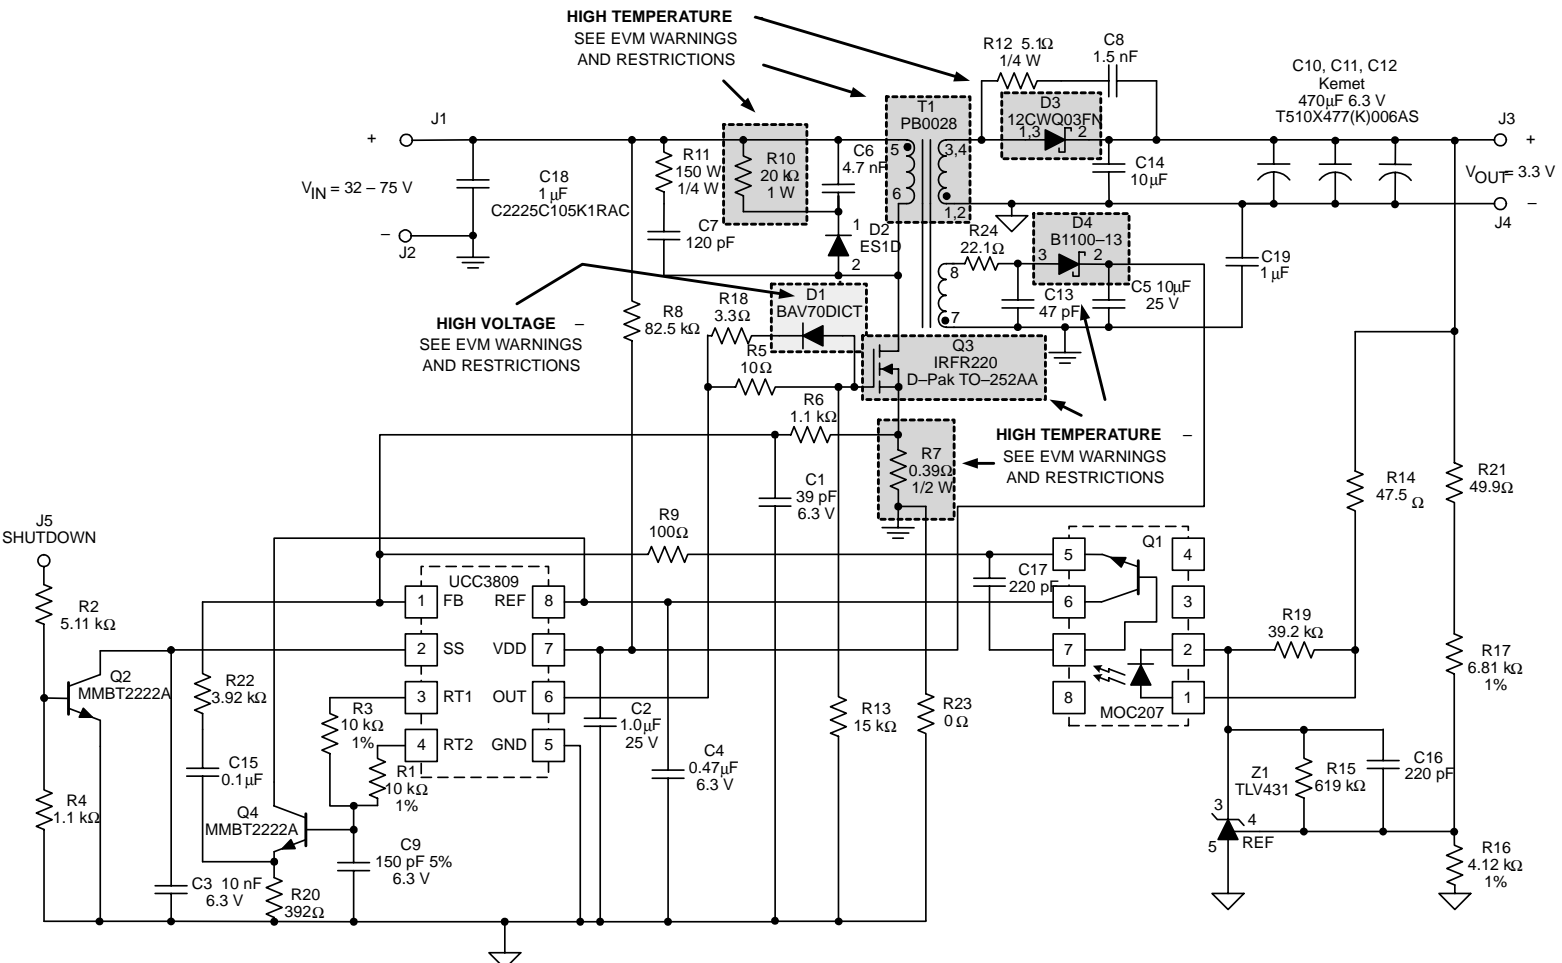 HIGH TEMPERATURE
SEE EVM WARNINGS
AND RESTRICTIONS
R12 5.1Ω
1/4 W
C8
1.5 nF
C10, C11, C12
Kemet
470µF 6.3 V
T510X477(K)006AS
J1
+
T1
PB0028
D3
12CWQ03FN
1,3
2
J3
+
R11
150 W
1/4 W
R10
20 kΩ
1 W
C6
4.7 nF
5
6
3,4
1,2
C14
10µF
VIN = 32 – 75 V
C18
1 µF
C2225C105K1RAC
VOUT= 3.3 V
–
J2
C7
120 pF
1
D2
ES1D
2
R24
22.1Ω
D4
B1100–13
3
2
–
J4
8
7
C13
47 pF
C5 10µF
25 V
C19
1 µF
HIGH VOLTAGE –
SEE EVM WARNINGS
AND RESTRICTIONS
R8
82.5 kΩ
R18
3.3Ω
D1
BAV70DICT
R5
10Ω
Q3
IRFR220
D–Pak TO–252AA
R6
1.1 kΩ
HIGH TEMPERATURE –
SEE EVM WARNINGS
AND RESTRICTIONS
R7
0.39Ω
1/2 W
C1
39 pF
6.3 V
R14
47.5 Ω
R21
49.9Ω
J5
SHUTDOWN
R9
100Ω
R2
5.11 kΩ
UCC3809
1 FB
REF 8
2 SS
VDD 7
3 RT1
OUT 6
4 RT2
GND 5
C17
220 pF
Q1
5
4
6
3
7
2
8
1
MOC207
R19
39.2 kΩ
R17
6.81 kΩ
1%
Q2
MMBT2222A
R22
3.92 kΩ
R3
10 kΩ
1%
C2
1.0µF
25 V
R13
15 kΩ
R23
0 Ω
C15
0.1µF
R1
10 kΩ
1%
C4
0.47µF
6.3 V
Z1
TLV431
R15
619 kΩ
C16
220 pF
R4
1.1 kΩ
Q4
MMBT2222A
3
4
5
REF
C9
150 pF 5%
6.3 V
R16
4.12 kΩ
1%
C3 10 nF
6.3 V
R20
392Ω